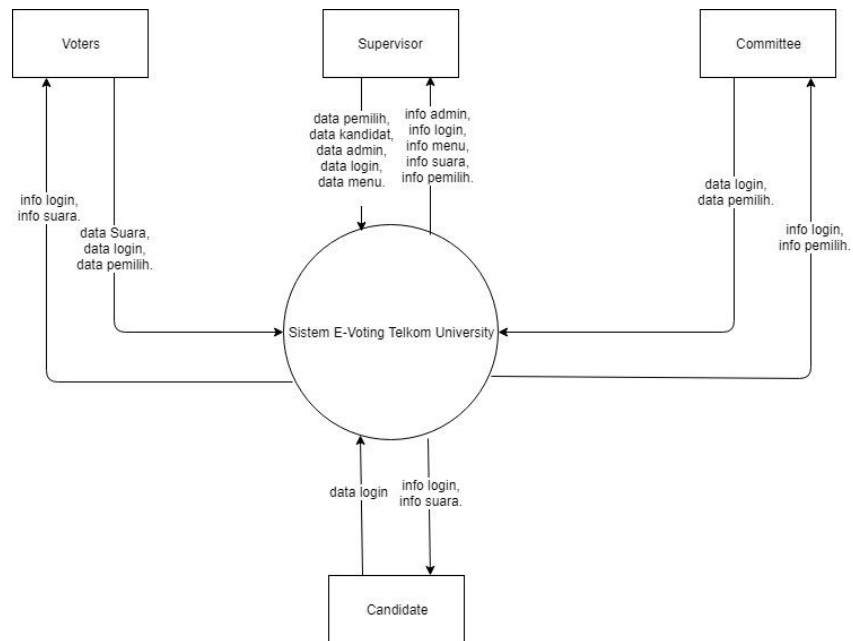 Voters
Supervisor
Committee
data pemilih,
data kandidat,
data admin,
data login,
data menu.
info admin,
info login,
info menu,
info suara,
info pemilih.
data login,
data pemilih.
info login,
info suara.
data Suara,
data login,
data pemilih.
info login,
info pemilih.
Sistem E-Voting Telkom University
data login
info login,
info suara.
Candidate